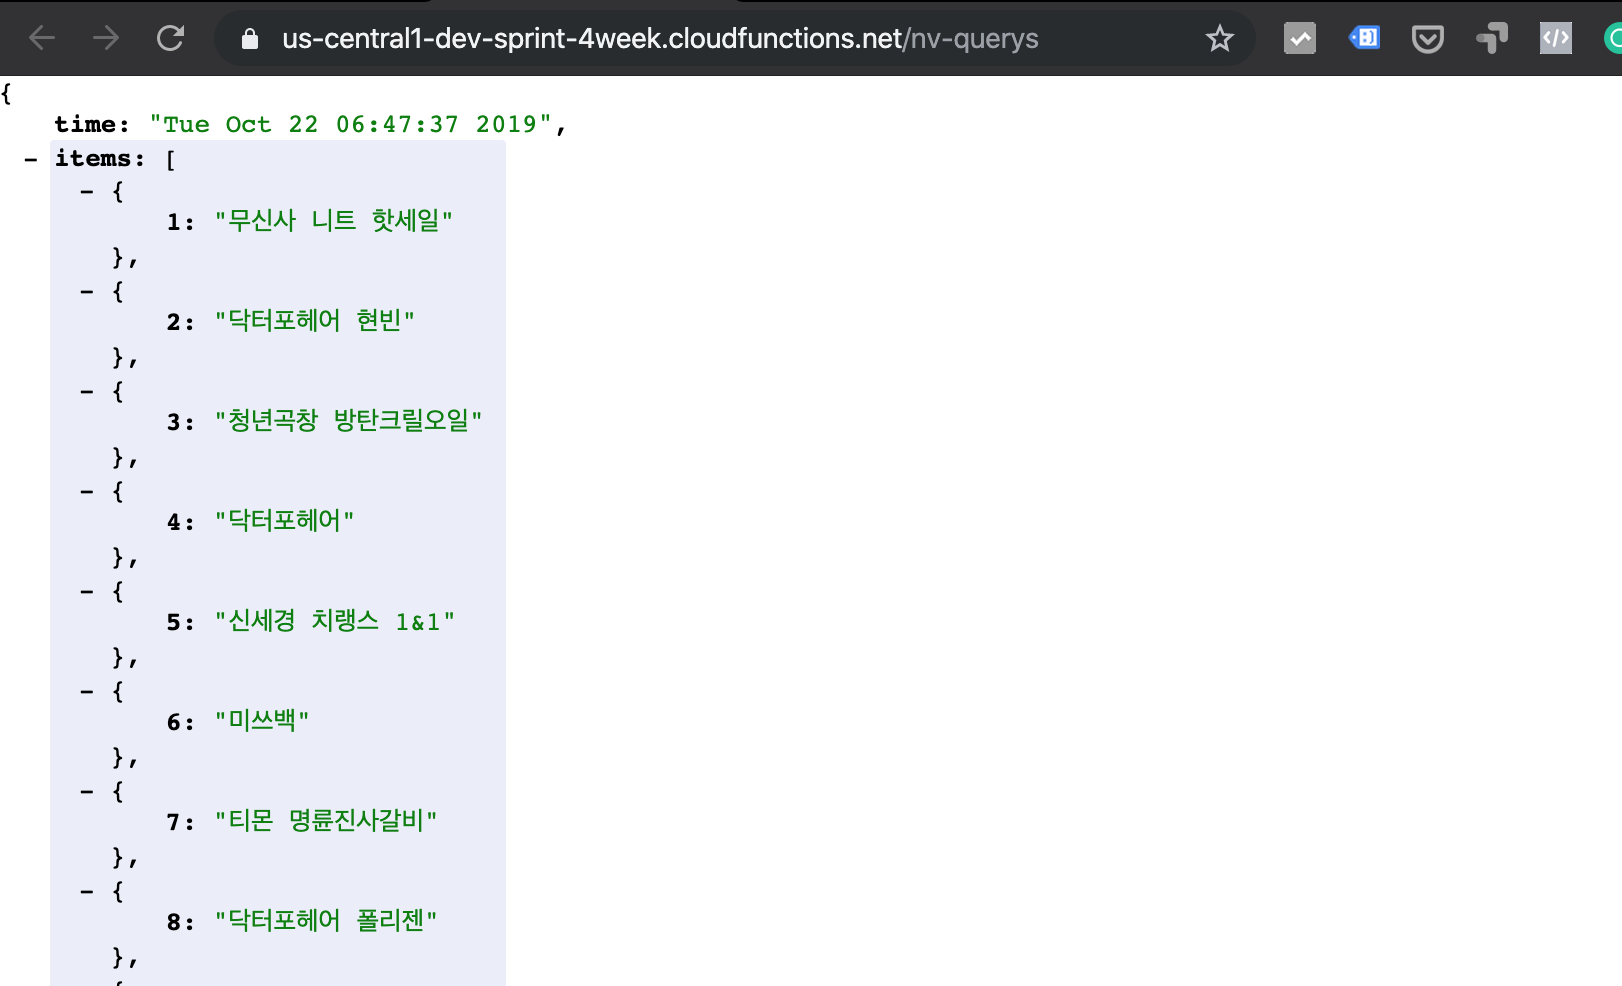 us-central1-dev-sprint-4week.cloudfunctions.net/nv-querys
{
time: "Tue Oct 22 06:47:37 2019",
- items: [
- {
1: "무신사 니트 핫세일"
},
- {
2: "닥터포헤어 현빈"
},
- {
3: "청년곡창 방탄크릴오일"
},
- {
4: "닥터포헤어"
},
- {
5: "신세경 치랭스 1&1"
},
- {
6: "미쓰백"
},
- {
7: "티몬 명륜진사갈비"
},
- {
8: "닥터포헤어 폴리젠"
},